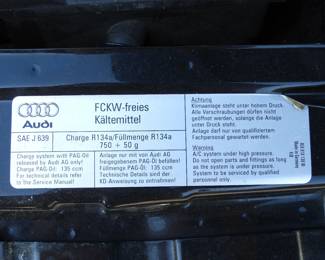 Audi
SAE J 639
FCKW-freies
Kältemittel
Charge R134a/Füllmenge R134a
750 + 50 g
Charge system with PAG-Oil
released by Audi AG only!
Charge of PAG-Oil: 135 ccm
For technical details refer
to the Service Manual
Anlage nur mit von Audi AG
freigegebenem PAG-Öl befüllen!
Füllmenge PAG-Öl: 135 ccm
Technische Details sind der
KD-Anweisung zu entnehmen
Achtung
Klimaanlage steht unter hohem Druck.
Alle Verschraubungen dürfen nicht
geöffnet werden, solange die Anlage
unter Druck steht.
Anlage darf nur von qualifiziertem
Fachpersonal gewartet werden.
Warning
A/C system under high pressure.
Do not open parts and fittings as long
as the system is under pressure.
System to be serviced by qualified
personnel only.